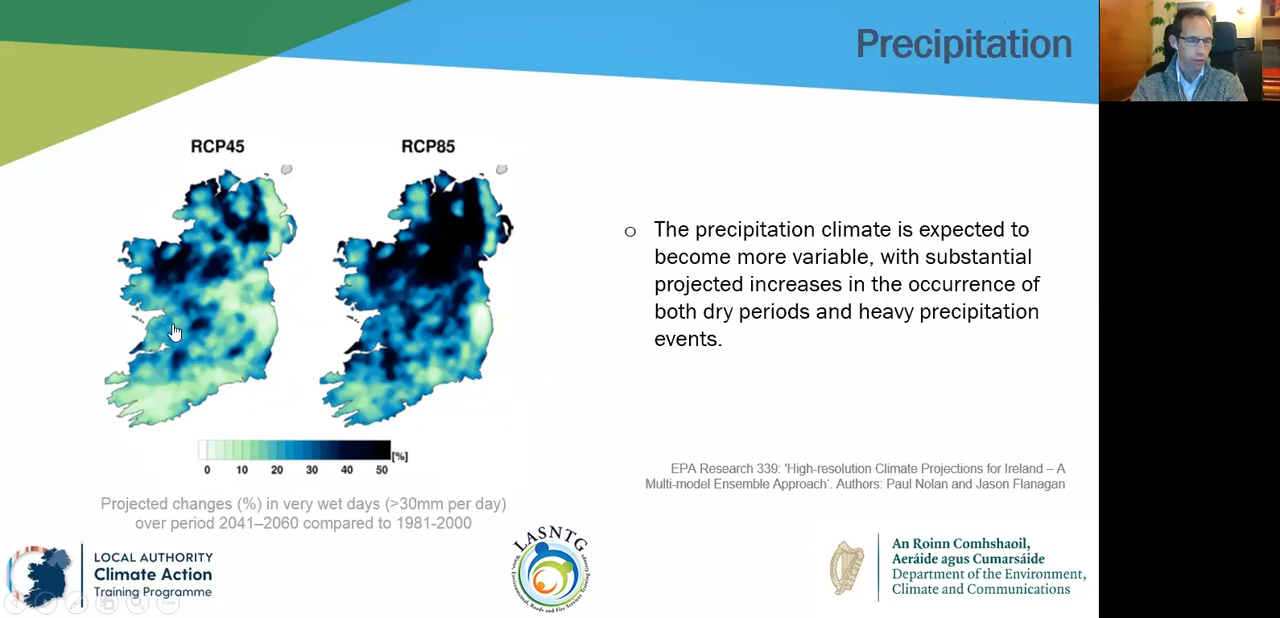 Precipitation
RCP45
RCP85
The precipitation climate is expected to
become more variable, with substantial
projected increases in the occurrence of
both dry periods and heavy precipitation
events.
0 10 20 30 40 50 [%]
EPA Research 339: 'High-resolution Climate Projections for Ireland – A
Multi-model Ensemble Approach'. Authors: Paul Nolan and Jason Flanagan
Projected changes (%) in very wet days (>30mm per day)
over period 2041–2060 compared to 1981-2000
LOCAL AUTHORITY
Climate Action
Training Programme
LASNTG
An Roinn Comhshaoil,
Aeráide agus Cumarsáide
Department of the Environment,
Climate and Communications